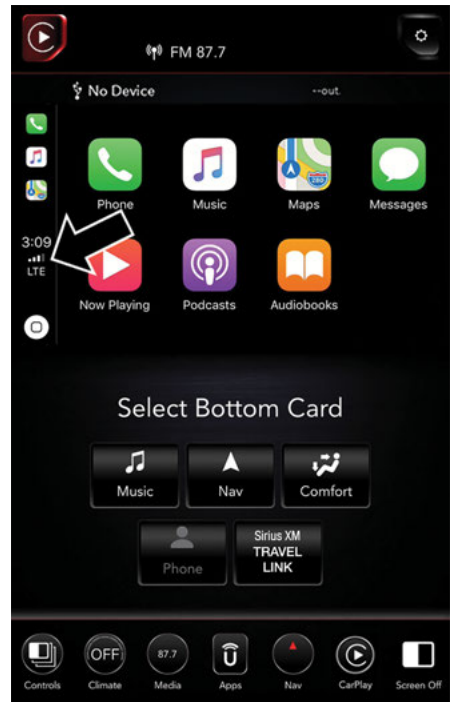 FM 87.7
No Device --out.
Phone Music Maps Messages
3:09
LTE
Now Playing Podcasts Audiobooks
Select Bottom Card
Music Nav Comfort
Phone
Sirius XM
TRAVEL
LINK
OFF 87.7 Û
Controls Climate Media Apps Nav CarPlay Screen Off